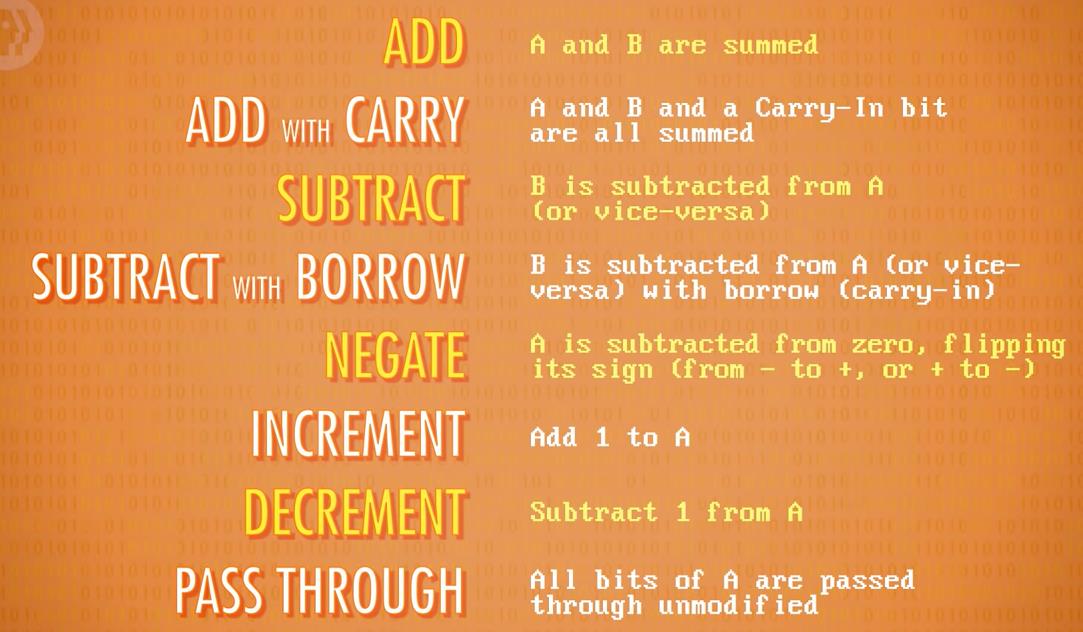 ADD
A and B are summed
ADD WITH CARRY
A and B and a Carry-In bit
are all summed
SUBTRACT
B is subtracted from A
(or vice-versa)
SUBTRACT WITH BORROW
B is subtracted from A (or vice-
versa) with borrow (carry-in)
NEGATE
A is subtracted from zero, flipping
its sign (from - to +, or + to -)
INCREMENT
Add 1 to A
DECREMENT
Subtract 1 from A
PASS THROUGH
All bits of A are passed
through unmodified